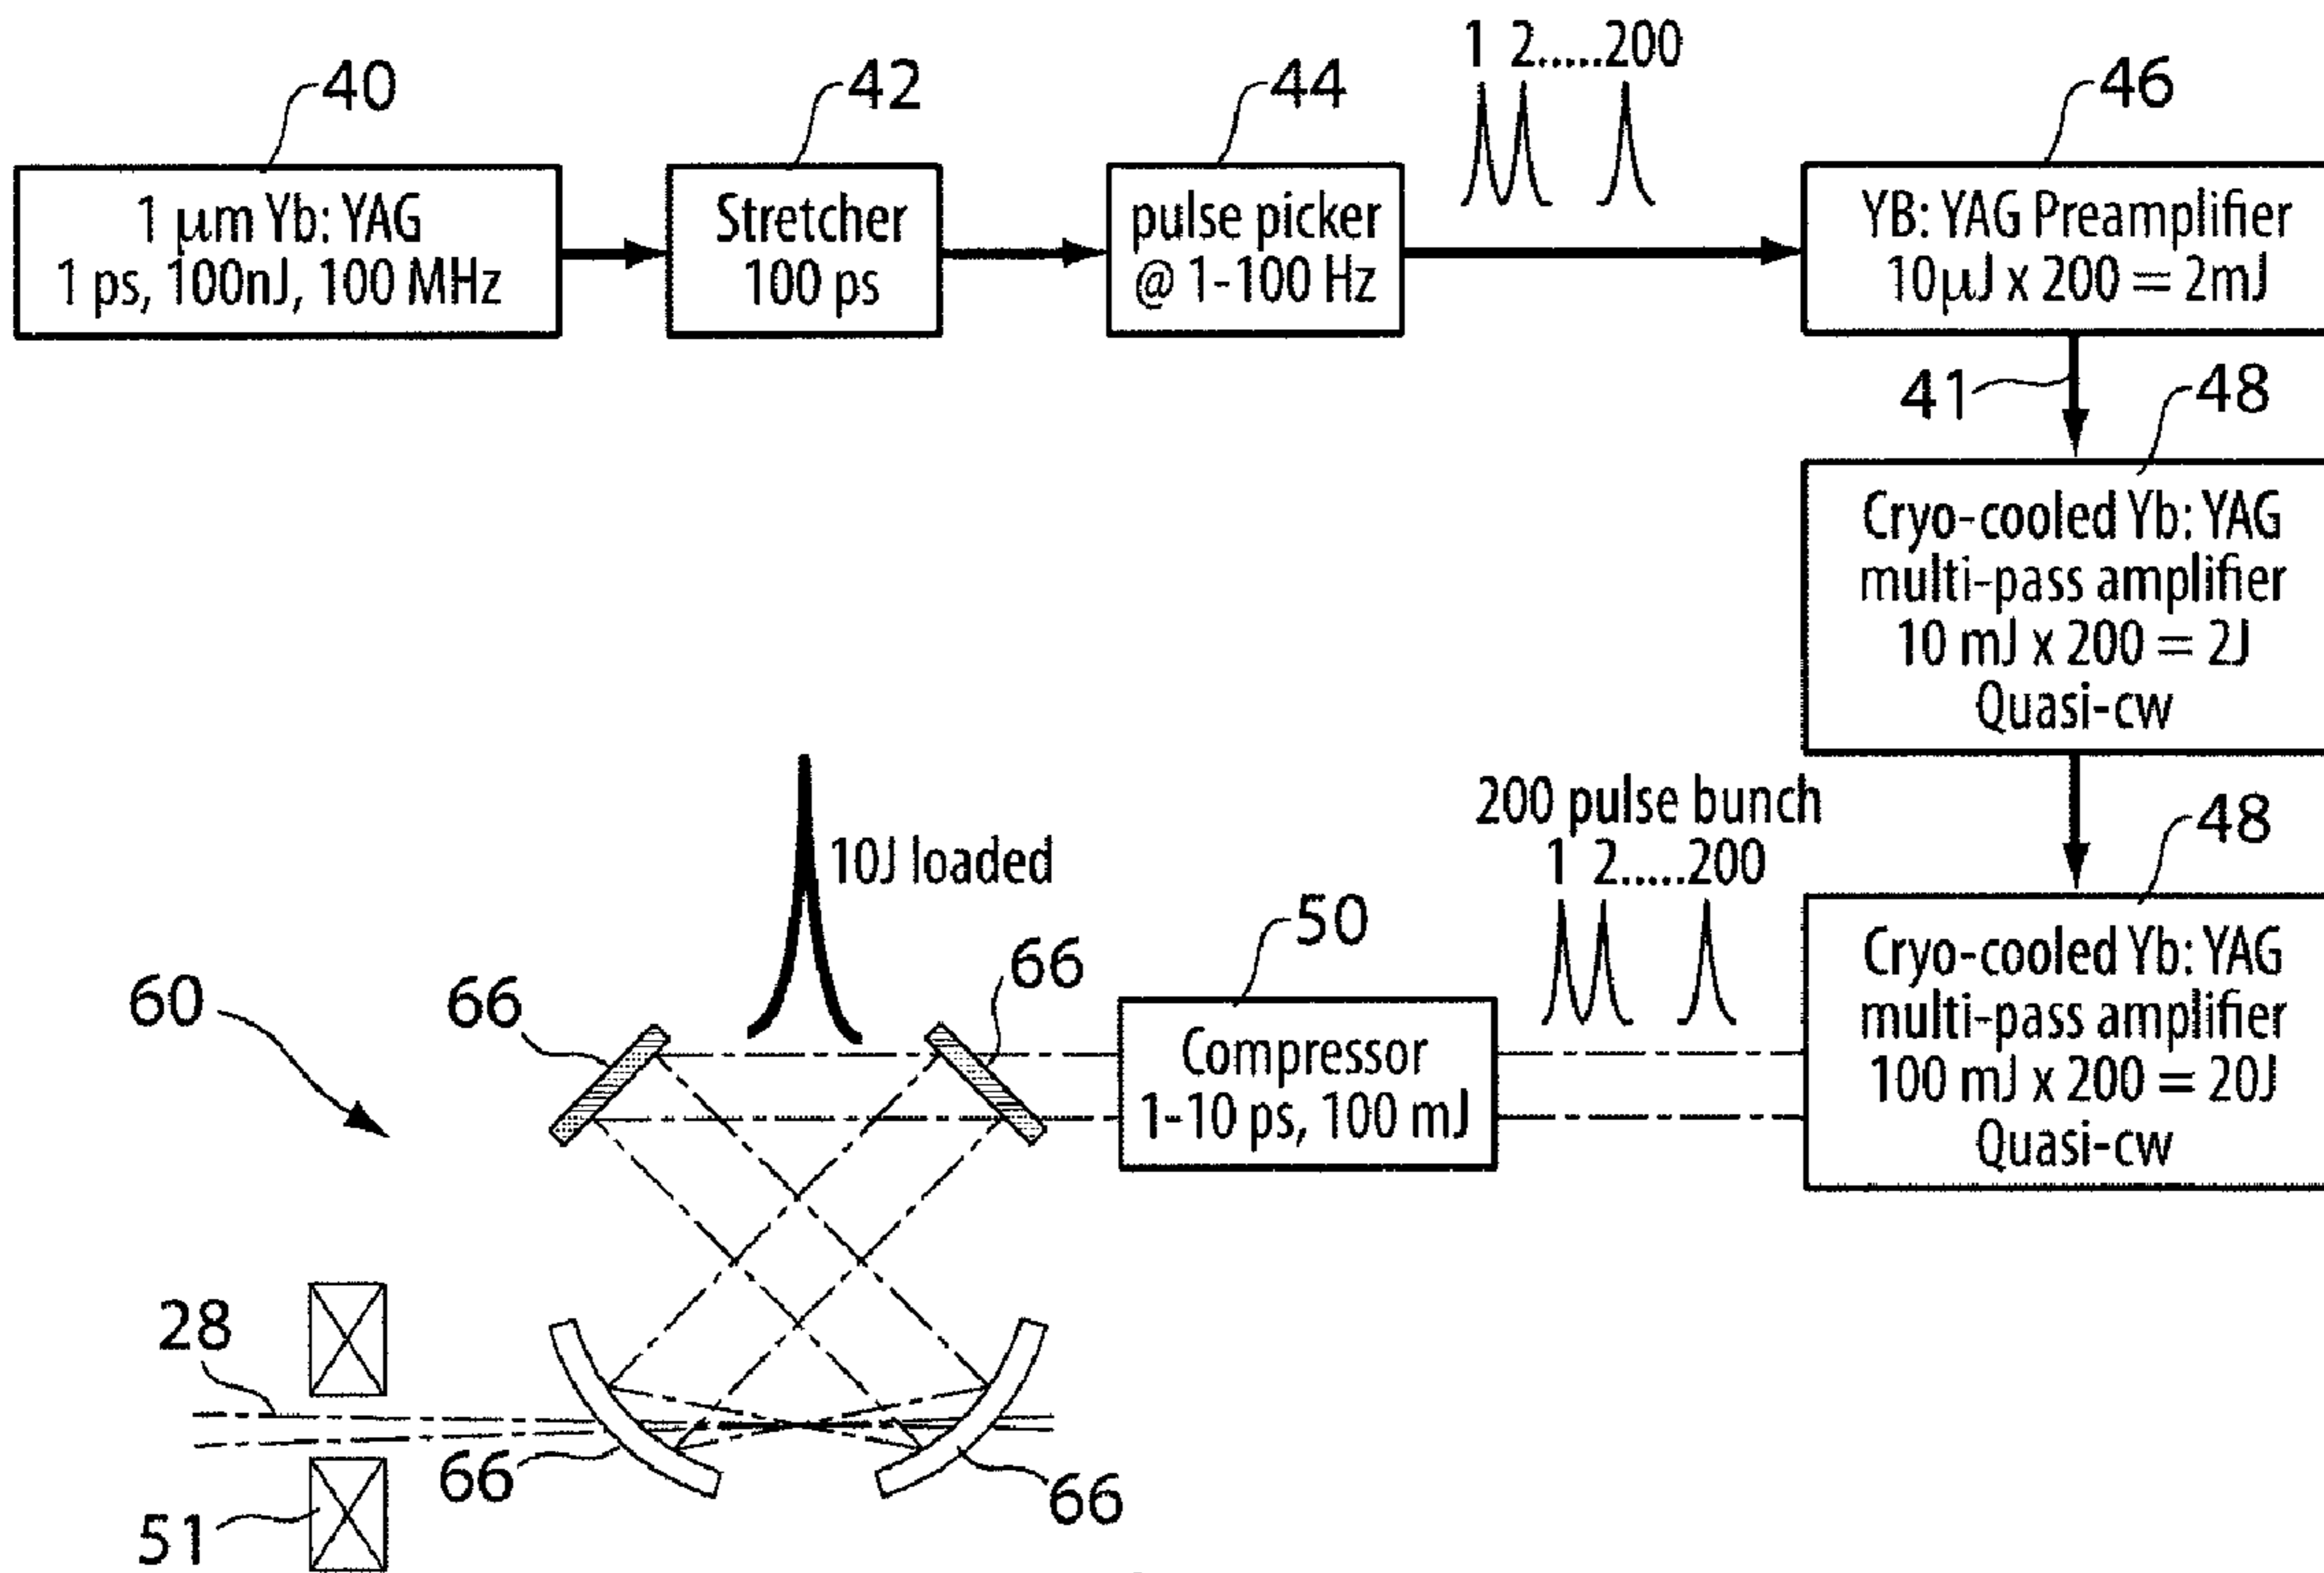 40
42
44
1 2.....200
46
1 μm Yb: YAG
1 ps, 100nJ, 100 MHz
Stretcher
100 ps
pulse picker
@ 1-100 Hz
YB: YAG Preamplifier
10μJ x 200 = 2mJ
41
48
Cryo-cooled Yb: YAG
multi-pass amplifier
10 mJ x 200 = 2J
Quasi-cw
200 pulse bunch
1 2.....200
48
10J loaded
50
60
66
66
Compressor
1-10 ps, 100 mJ
Cryo-cooled Yb: YAG
multi-pass amplifier
100 mJ x 200 = 20J
Quasi-cw
28
66
66
51